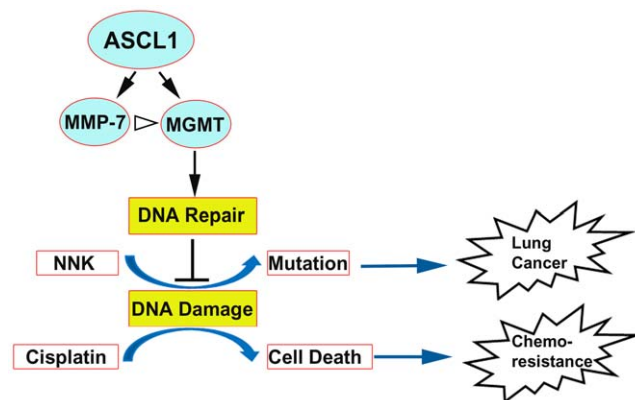 ASCL1
MMP-7
MGMT
DNA Repair
NNK
Mutation
Lung
Cancer
DNA Damage
Cisplatin
Cell Death
Chemo-
resistance